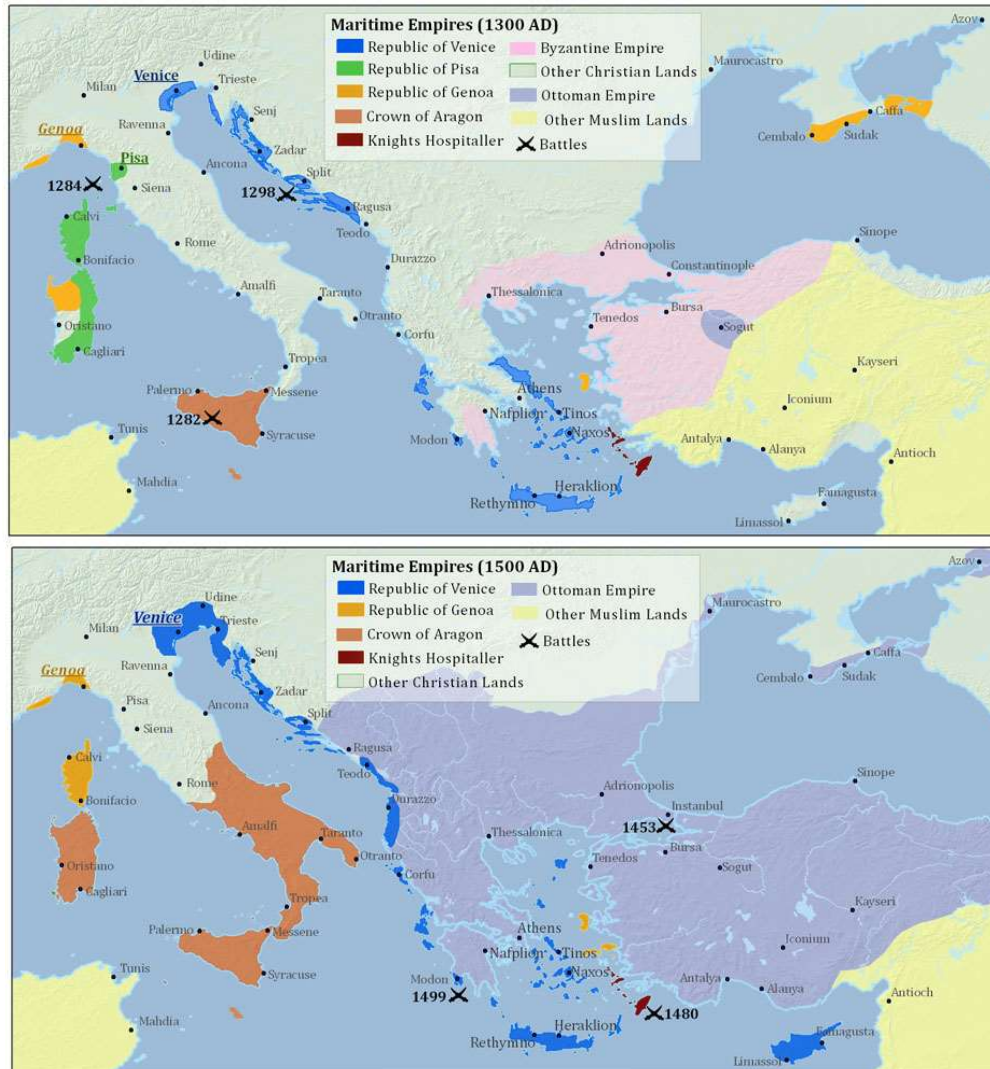 Maritime Empires (1300 AD)
Republic of Venice
Republic of Pisa
Republic of Genoa
Crown of Aragon
Knights Hospitaller
Byzantine Empire
Other Christian Lands
Ottoman Empire
Other Muslim Lands
Battles
Azov
Udine
Maurocastro
Venice
Trieste
Milan
Senj
Caffa
Genoa
Ravenna
Cembalo
Sudak
Zadar
Pisa
Ancona
Split
1284
Siena
1298
Calvi
Ragusa
Teodo
Sinope
Rome
Adrionopolis
Bonifacio
Durazzo
Constantinople
Amalfi
Taranto
Thessalonica
Bursa
Otranto
Tenedos
Sogut
Oristano
Corfu
Cagliari
Tropea
Kayseri
Palermo
Messene
Athens
Iconium
1282
Nafplion
Tinos
Tunis
Syracuse
Modon
Naxos
Antalya
Alanya
Antioch
Mahdia
Heraklion
Rethymno
Famagusta
Limassol
Maritime Empires (1500 AD)
Republic of Venice
Republic of Genoa
Crown of Aragon
Knights Hospitaller
Other Christian Lands
Ottoman Empire
Other Muslim Lands
Battles
Azov
Udine
Maurocastro
Venice
Trieste
Milan
Senj
Caffa
Genoa
Ravenna
Cembalo
Sudak
Zadar
Pisa
Ancona
Split
Siena
Ragusa
Calvi
Teodo
Sinope
Rome
Adrionopolis
Bonifacio
Durazzo
Instanbul
1453
Amalfi
Taranto
Thessalonica
Bursa
Otranto
Tenedos
Sogut
Oristano
Corfu
Cagliari
Tropea
Kayseri
Palermo
Messene
Athens
Iconium
Nafplion
Tinos
Tunis
Syracuse
Modon
Naxos
Antalya
Alanya
1499
Antioch
1480
Mahdia
Heraklion
Rethymno
Famagusta
Limassol